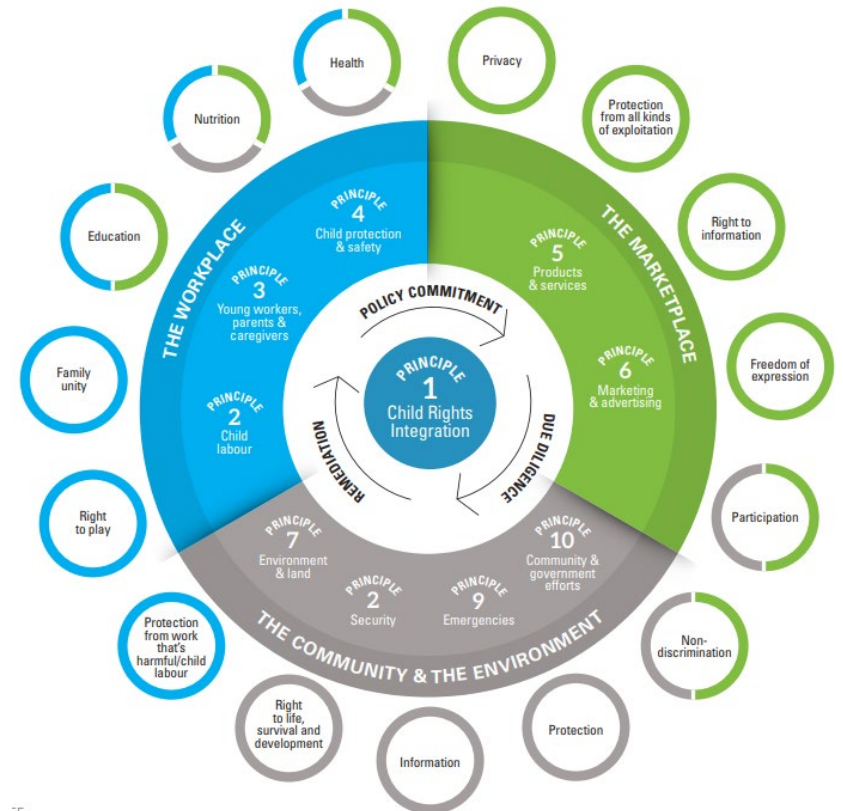 Health
Privacy
Protection
from all kinds
of exploitation
Right to
information
Freedom of
expression
Participation
Non-
discrimination
Protection
Information
Right
to life,
survival and
development
Protection
from work
that's
harmful/child
labour
Right
to play
Family
unity
Education
Nutrition
THE WORKPLACE
PRINCIPLE
4
Child protection
& safety
PRINCIPLE
3
Young workers,
parents &
caregivers
PRINCIPLE
2
Child
labour
THE MARKETPLACE
PRINCIPLE
5
Products
& services
PRINCIPLE
6
Marketing
& advertising
POLICY COMMITMENT
DUE DILIGENCE
REMEDIATION
PRINCIPLE
1
Child Rights
Integration
PRINCIPLE
7
Environment
& land
PRINCIPLE
2
Security
PRINCIPLE
9
Emergencies
PRINCIPLE
10
Community &
government
efforts
THE COMMUNITY & THE ENVIRONMENT